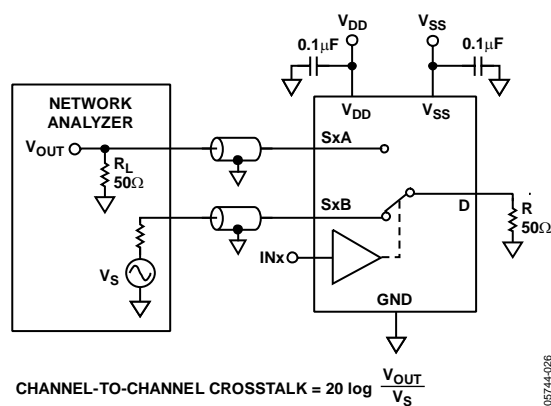 VDD
VSS
0.1µF
0.1µF
VDD
VSS
NETWORK
ANALYZER
VOUT
RL
50Ω
SxA
SxB
D
R
50Ω
VS
INx
GND
CHANNEL-TO-CHANNEL CROSSTALK = 20 log VOUT
VS
05744-026